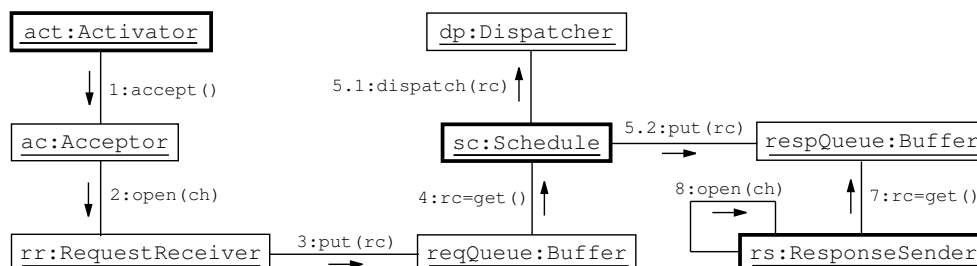 act:Activator
dp:Dispatcher
1:accept()
5.1:dispatch(rc)
ac:Acceptor
sc:Schedule
5.2:put(rc)
respQueue:Buffer
2:open(ch)
4:rc=get()
8:open(ch)
7:rc=get()
rr:RequestReceiver
3:put(rc)
reqQueue:Buffer
rs:ResponseSender